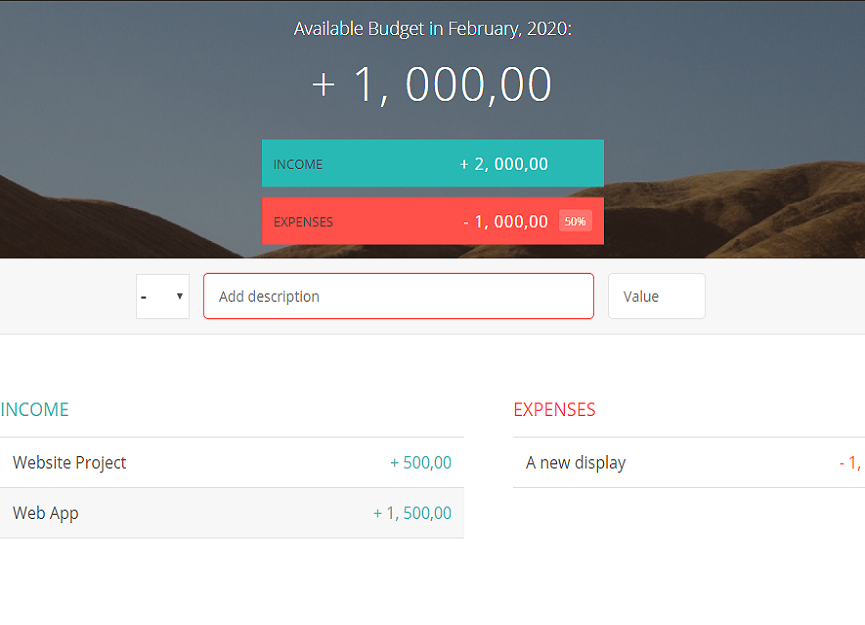 Available Budget in February, 2020:
+ 1, 000,00
INCOME + 2, 000,00
EXPENSES - 1, 000,00 50%
- ▼ Add description Value
INCOME
Website Project + 500,00
Web App + 1, 500,00
EXPENSES
A new display - 1,